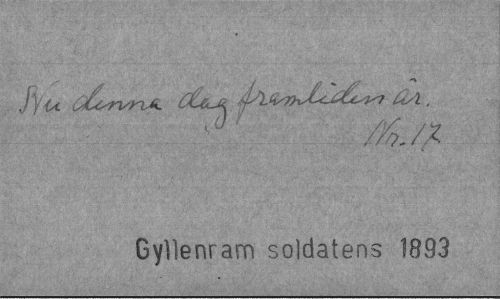 Nu denna dag framliden är.
Nr. 17
Gyllenram soldatens 1893